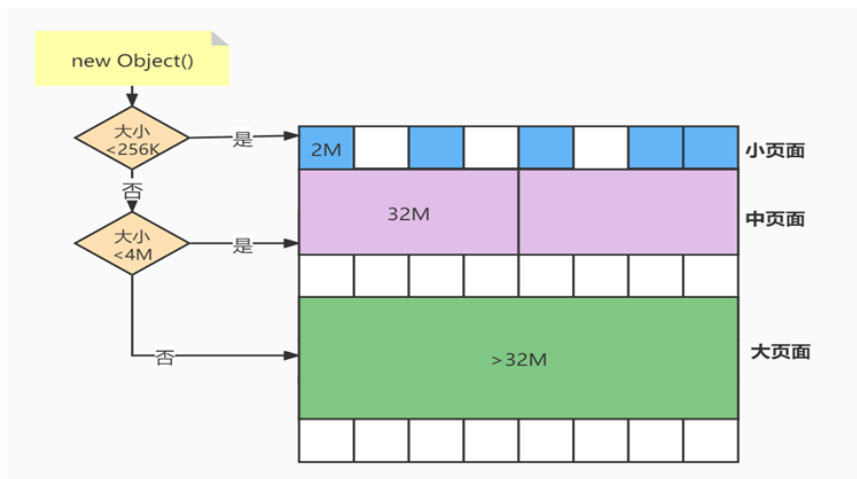 new Object()
大小
<256K
是
2M
小页面
否
32M
中页面
大小
<4M
是
否
>32M
大页面